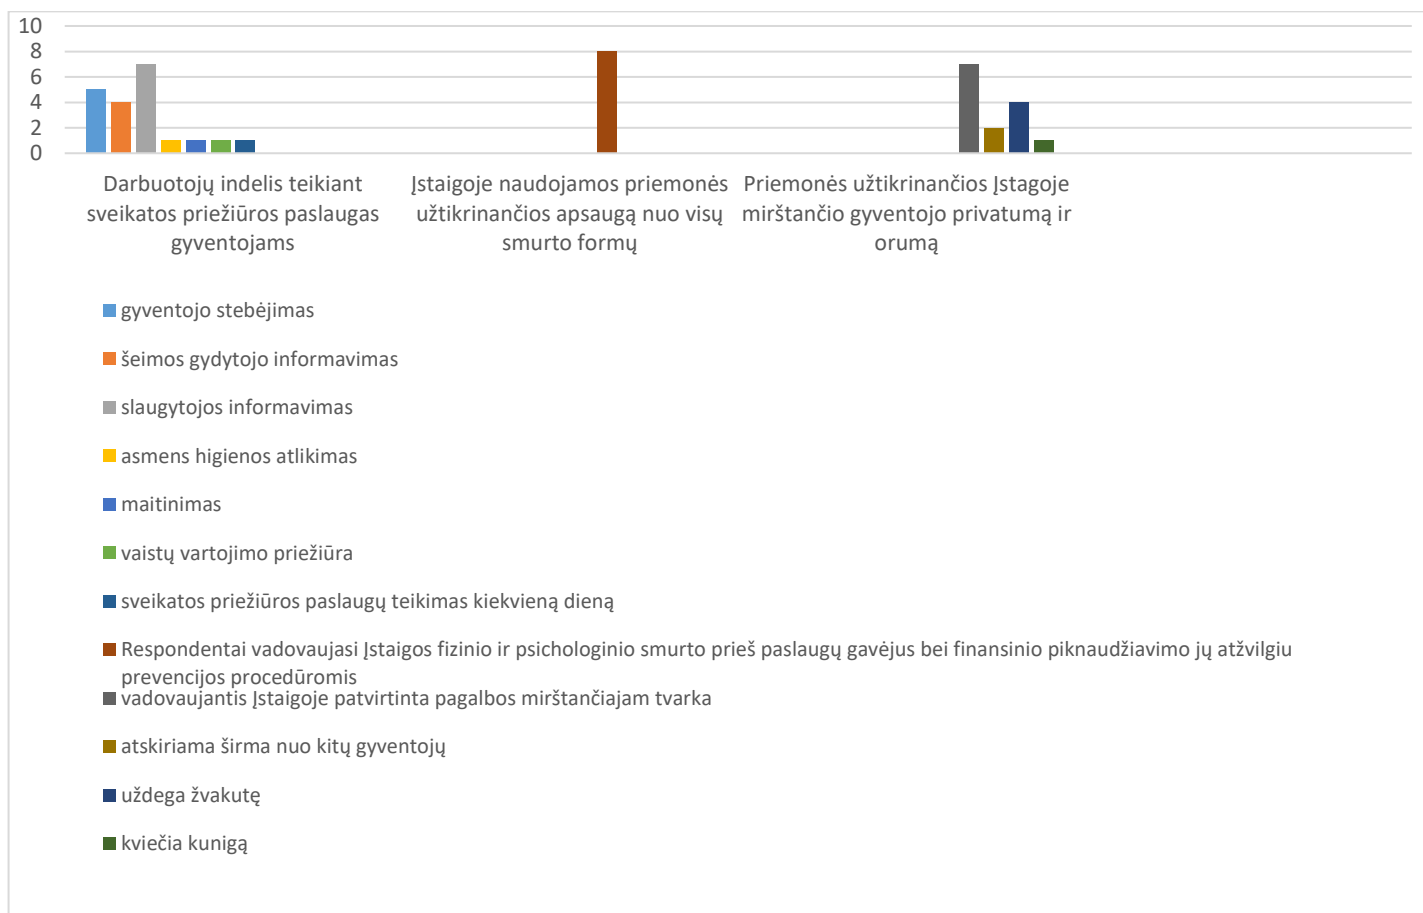 10
8
6
4
2
0
Darbuotojų indelis teikiant
sveikatos priežiūros paslaugas
gyventojams
Įstaigoje naudojamos priemonės
užtikrinančios apsaugą nuo visų
smurto formų
Priemonės užtikrinančios Įstagoje
mirštančio gyventojo privatumą ir
orumą
gyventojo stebėjimas
šeimos gydytojo informavimas
slaugytojos informavimas
asmens higienos atlikimas
maitinimas
vaistų vartojimo priežiūra
sveikatos priežiūros paslaugų teikimas kiekvieną dieną
Respondentai vadovaujasi Įstaigos fizinio ir psichologinio smurto prieš paslaugų gavėjus bei finansinio piknaudžiavimo jų atžvilgiu
prevencijos procedūromis
vadovaujantis Įstaigoje patvirtinta pagalbos mirštančiajam tvarka
atskiriama širma nuo kitų gyventojų
uždega žvakutę
kviečia kunigą